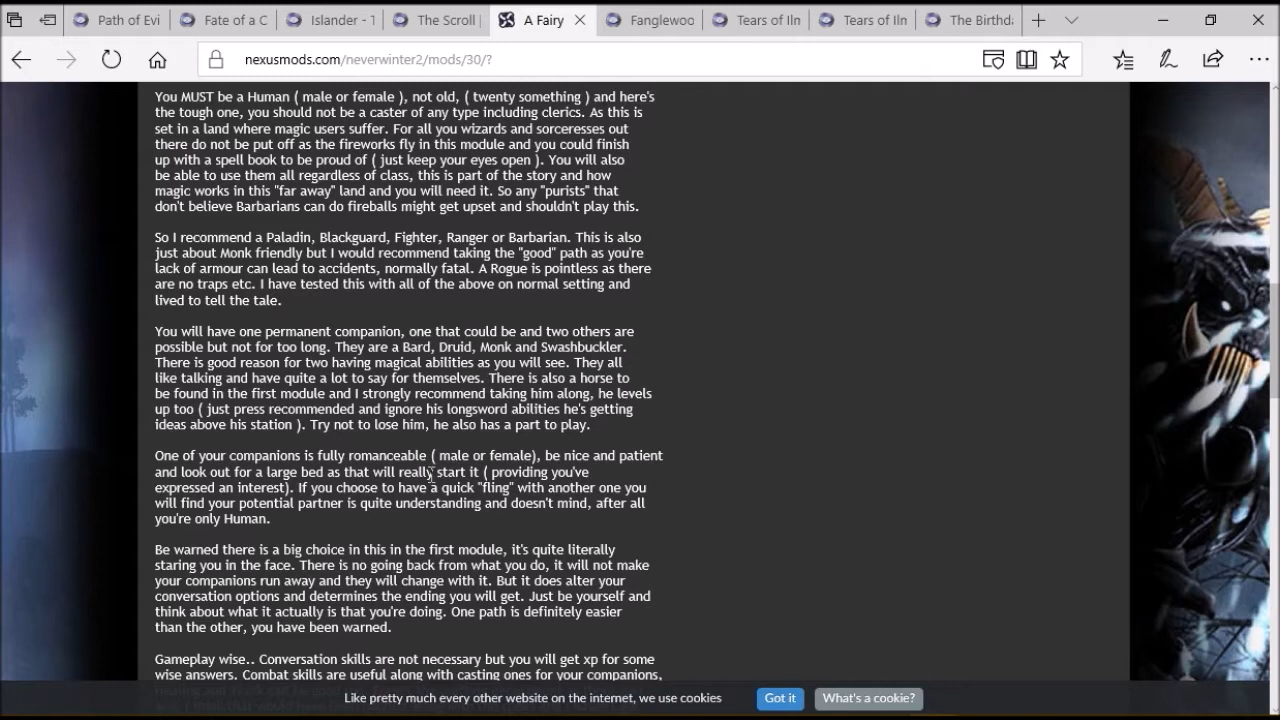 Path of Evi
Fate of a C
Islander - T
The Scroll
A Fairy
Fanglewoo
Tears of Iln
Tears of Iln
The Birthda
nexusmods.com/neverwinter2/mods/30/?
You MUST be a Human ( male or female ), not old, ( twenty something ) and here's
the tough one, you should not be a caster of any type including clerics. As this is
set in a land where magic users suffer. For all you wizards and sorceresses out
there do not be put off as the fireworks fly in this module and you could finish
up with a spell book to be proud of ( just keep your eyes open ). You will also
be able to use them all regardless of class, this is part of the story and how
magic works in this "far away" land and you will need it. So any "purists" that
don't believe Barbarians can do fireballs might get upset and shouldn't play this.
So I recommend a Paladin, Blackguard, Fighter, Ranger or Barbarian. This is also
just about Monk friendly but I would recommend taking the "good" path as you're
lack of armour can lead to accidents, normally fatal. A Rogue is pointless as there
are no traps etc. I have tested this with all of the above on normal setting and
lived to tell the tale.
You will have one permanent companion, one that could be and two others are
possible but not for too long. They are a Bard, Druid, Monk and Swashbuckler.
There is good reason for two having magical abilities as you will see. They all
like talking and have quite a lot to say for themselves. There is also a horse to
be found in the first module and I strongly recommend taking him along, he levels
up too ( just press recommended and ignore his longsword abilities he's getting
ideas above his station ). Try not to lose him, he also has a part to play.
One of your companions is fully romanceable ( male or female), be nice and patient
and look out for a large bed as that will really start it ( providing you've
expressed an interest). If you choose to have a quick "fling" with another one you
will find your potential partner is quite understanding and doesn't mind, after all
you're only Human.
Be warned there is a big choice in this in the first module, it's quite literally
staring you in the face. There is no going back from what you do, it will not make
your companions run away and they will change with it. But it does alter your
conversation options and determines the ending you will get. Just be yourself and
think about what it actually is that you're doing. One path is definitely easier
than the other, you have been warned.
Gameplay wise.. Conversation skills are not necessary but you will get xp for some
wise answers. Combat skills are useful along with casting ones for your companions,
Like pretty much every other website on the internet, we use cookies
Got it
What's a cookie?